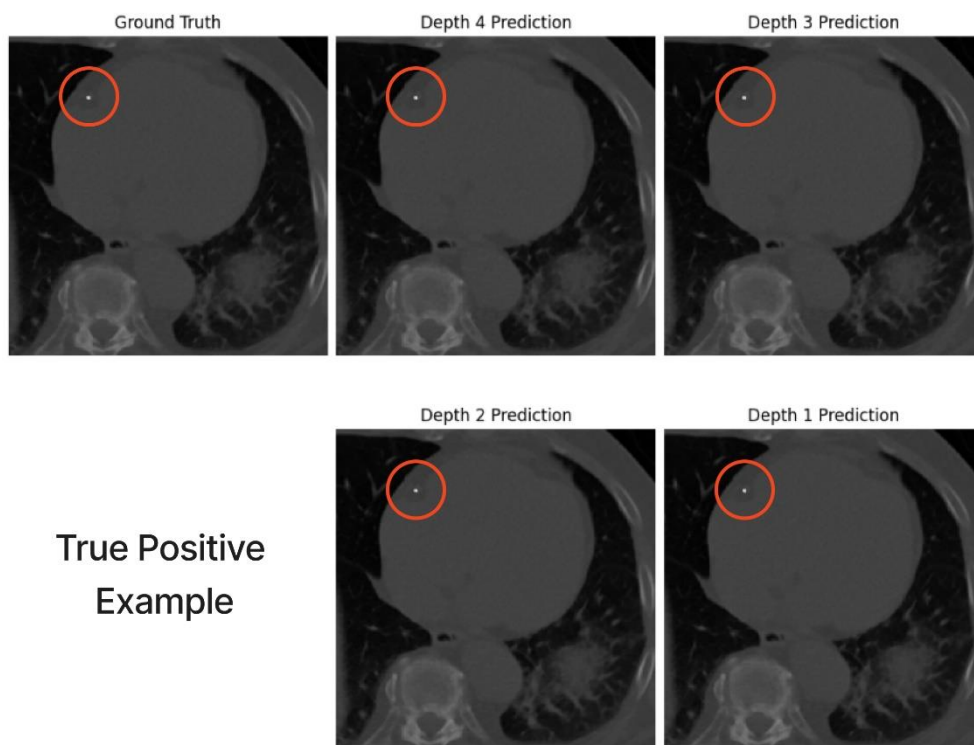 Ground Truth
Depth 4 Prediction
Depth 3 Prediction
Depth 2 Prediction
Depth 1 Prediction
True Positive
Example